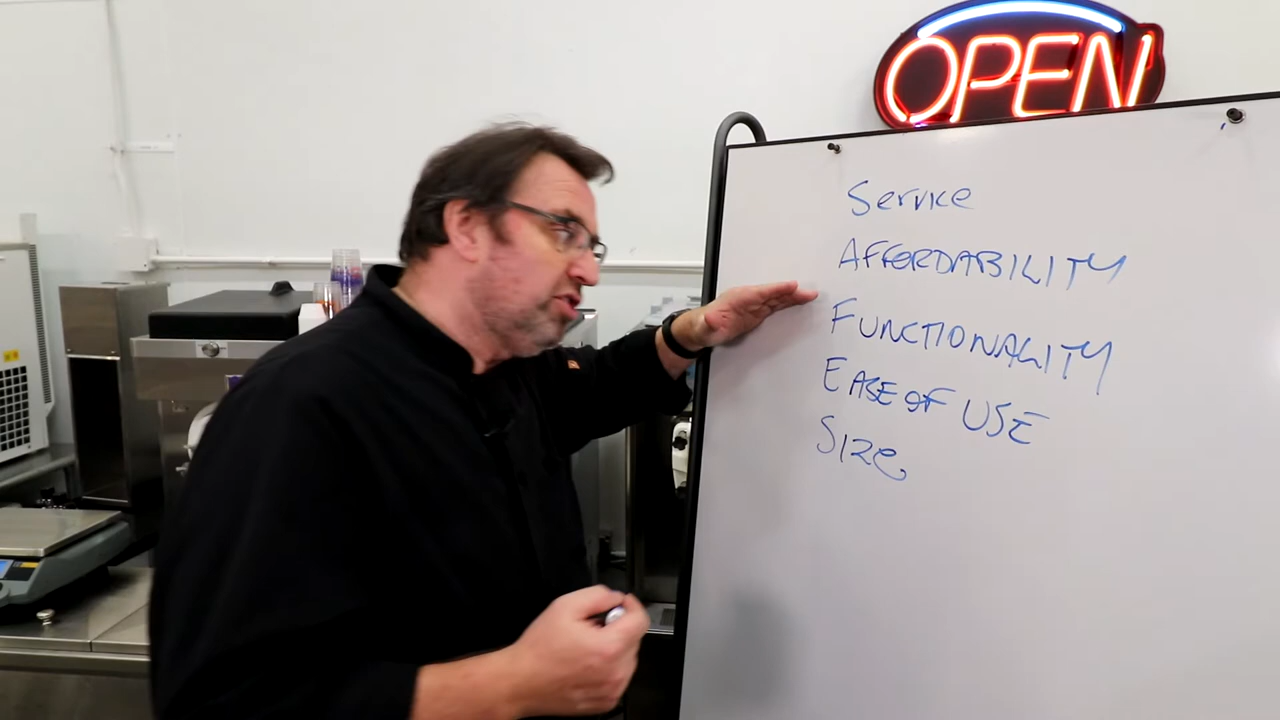 OPEN
Service
AFFORDABILITY
FUNCTIONALITY
EASE OF USE
Size